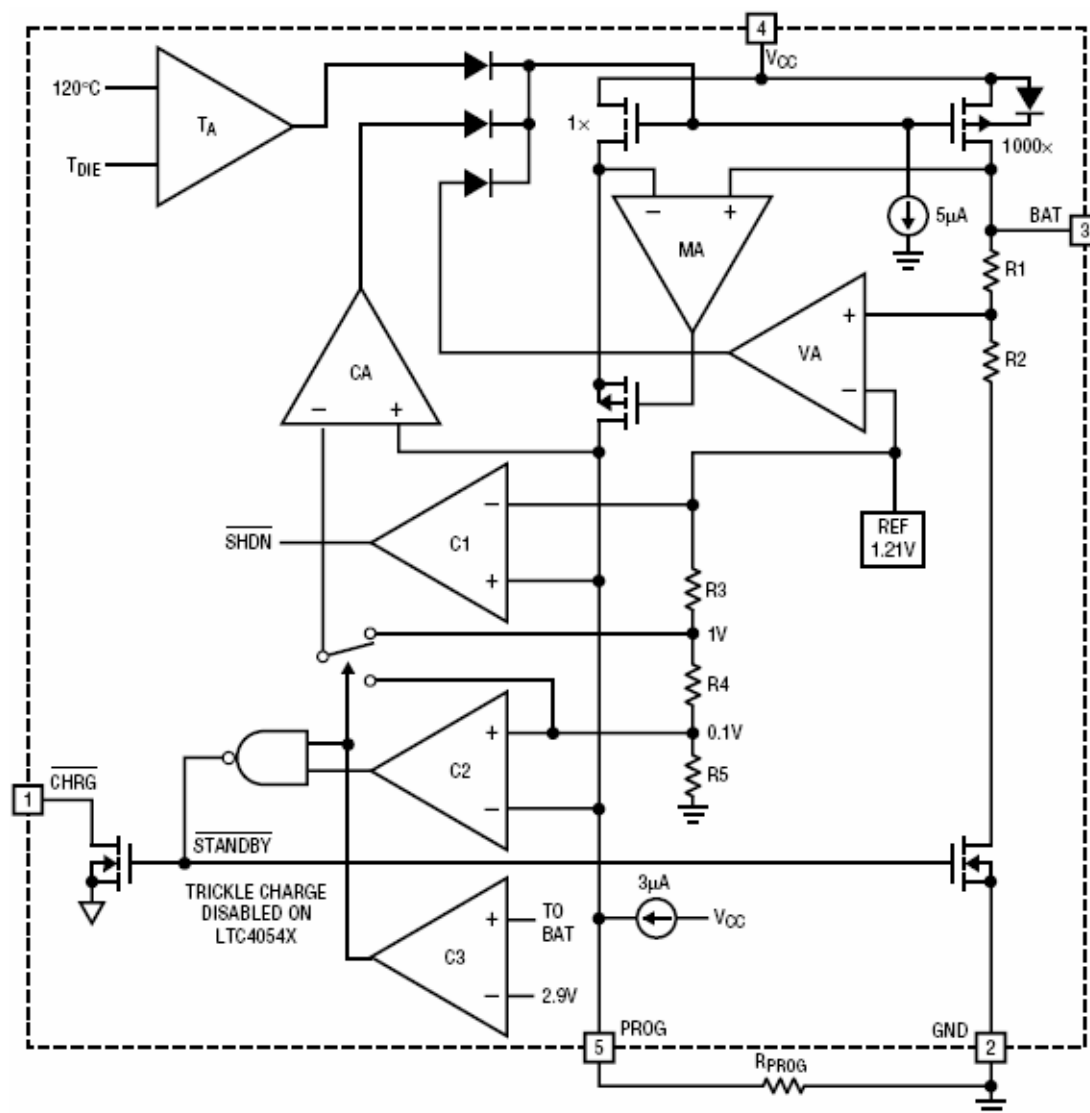 4
VCC
120°C
TA
TDIE
1×
1000×
− +
MA
5µA
BAT
3
R1
+
VA
−
R2
CA
− +
REF
1.21V
SHDN
−
C1
+
R3
1V
R4
0.1V
R5
+
C2
−
CHRG
1
STANDBY
TRICKLE CHARGE
DISABLED ON
LTC4054X
3µA
VCC
+
C3
−
TO
BAT
2.9V
PROG
5
GND
2
RPROG